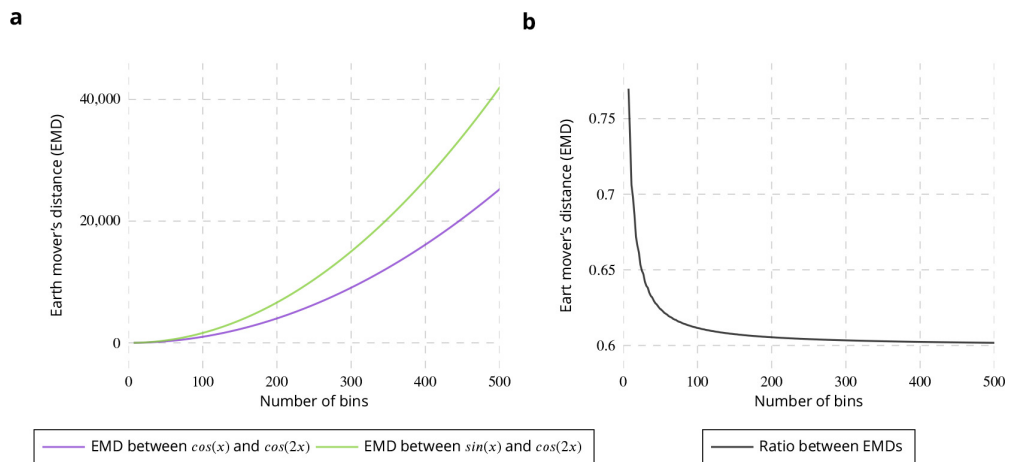 a
b
Earth mover's distance (EMD)
40,000
20,000
0
0 100 200 300 400 500
Number of bins
Eart mover's distance (EMD)
0.75
0.7
0.65
0.6
0 100 200 300 400 500
Number of bins
EMD between cos(x) and cos(2x) EMD between sin(x) and cos(2x)
Ratio between EMDs